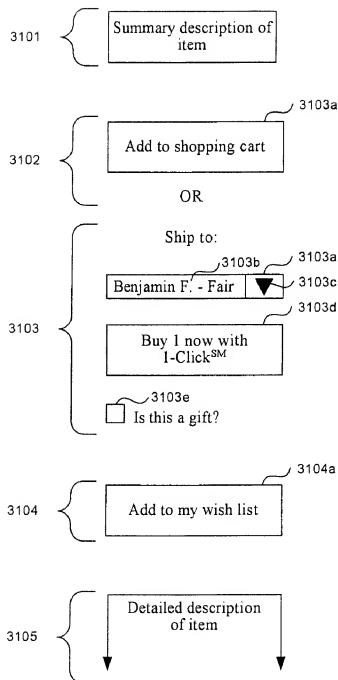 3101
Summary description of
item
3103a
3102
Add to shopping cart
OR
Ship to:
3103b
3103a
Benjamin F. - Fair
3103c
3103d
3103
Buy 1 now with
1-Click℠
3103e
Is this a gift?
3104a
3104
Add to my wish list
3105
Detailed description
of item